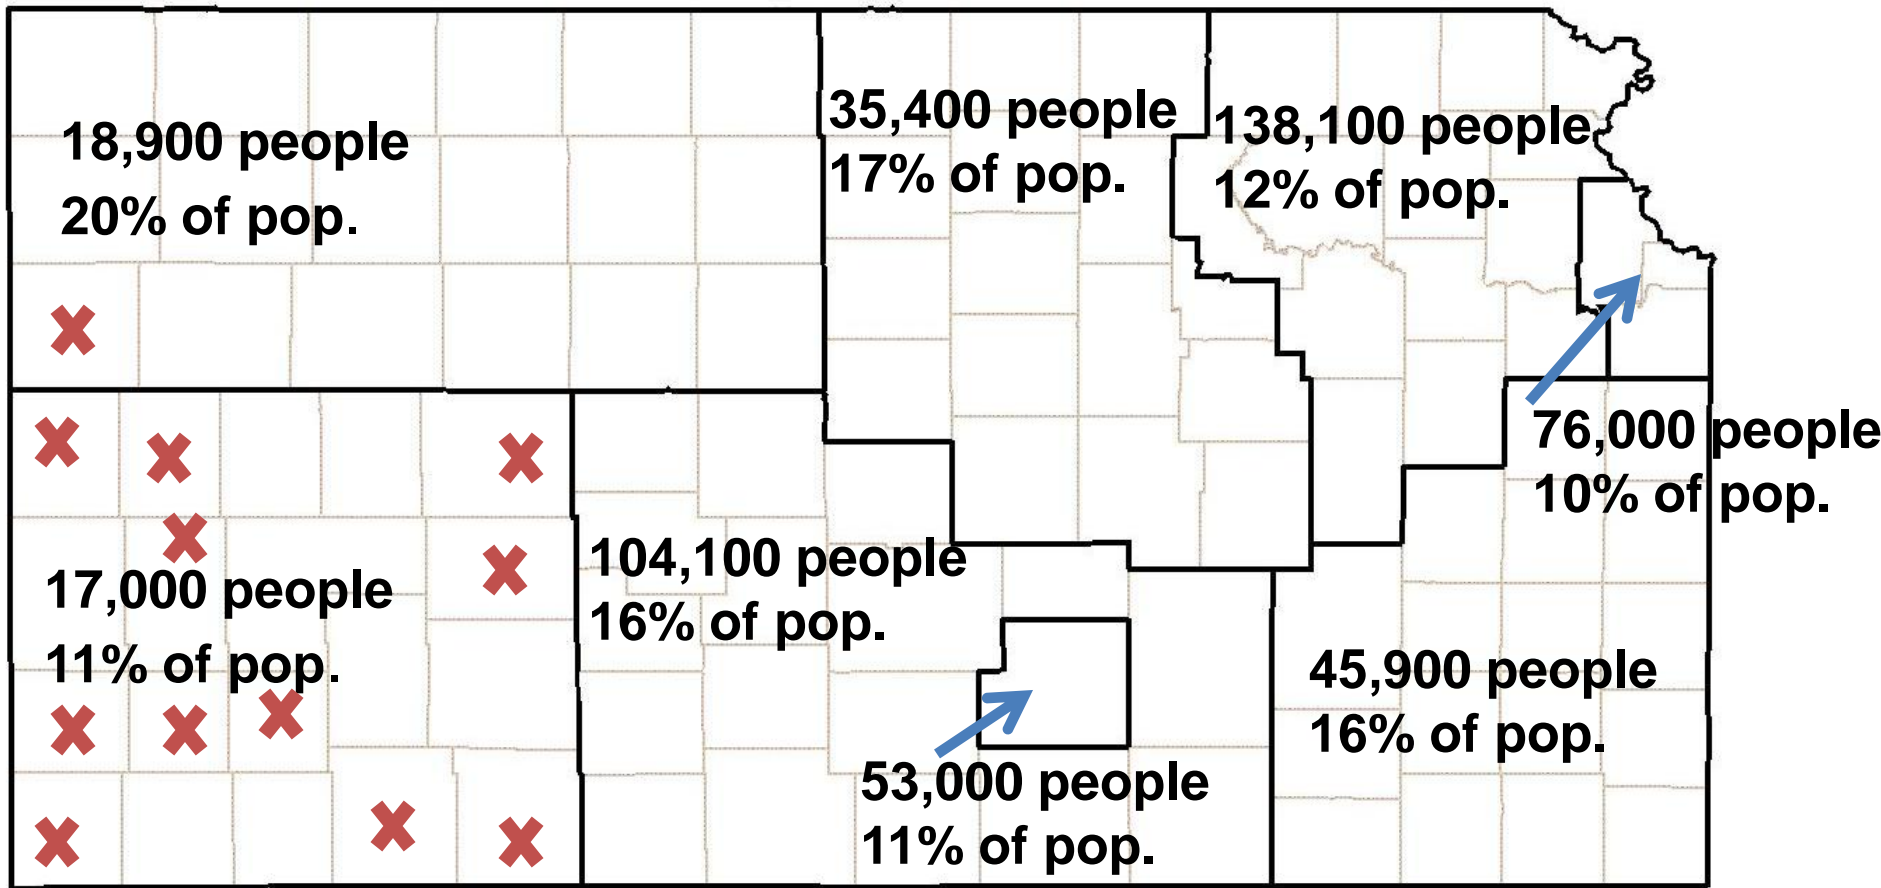 18,900 people
20% of pop.
35,400 people
17% of pop.
138,100 people
12% of pop.
76,000 people
10% of pop.
17,000 people
11% of pop.
104,100 people
16% of pop.
53,000 people
11% of pop.
45,900 people
16% of pop.